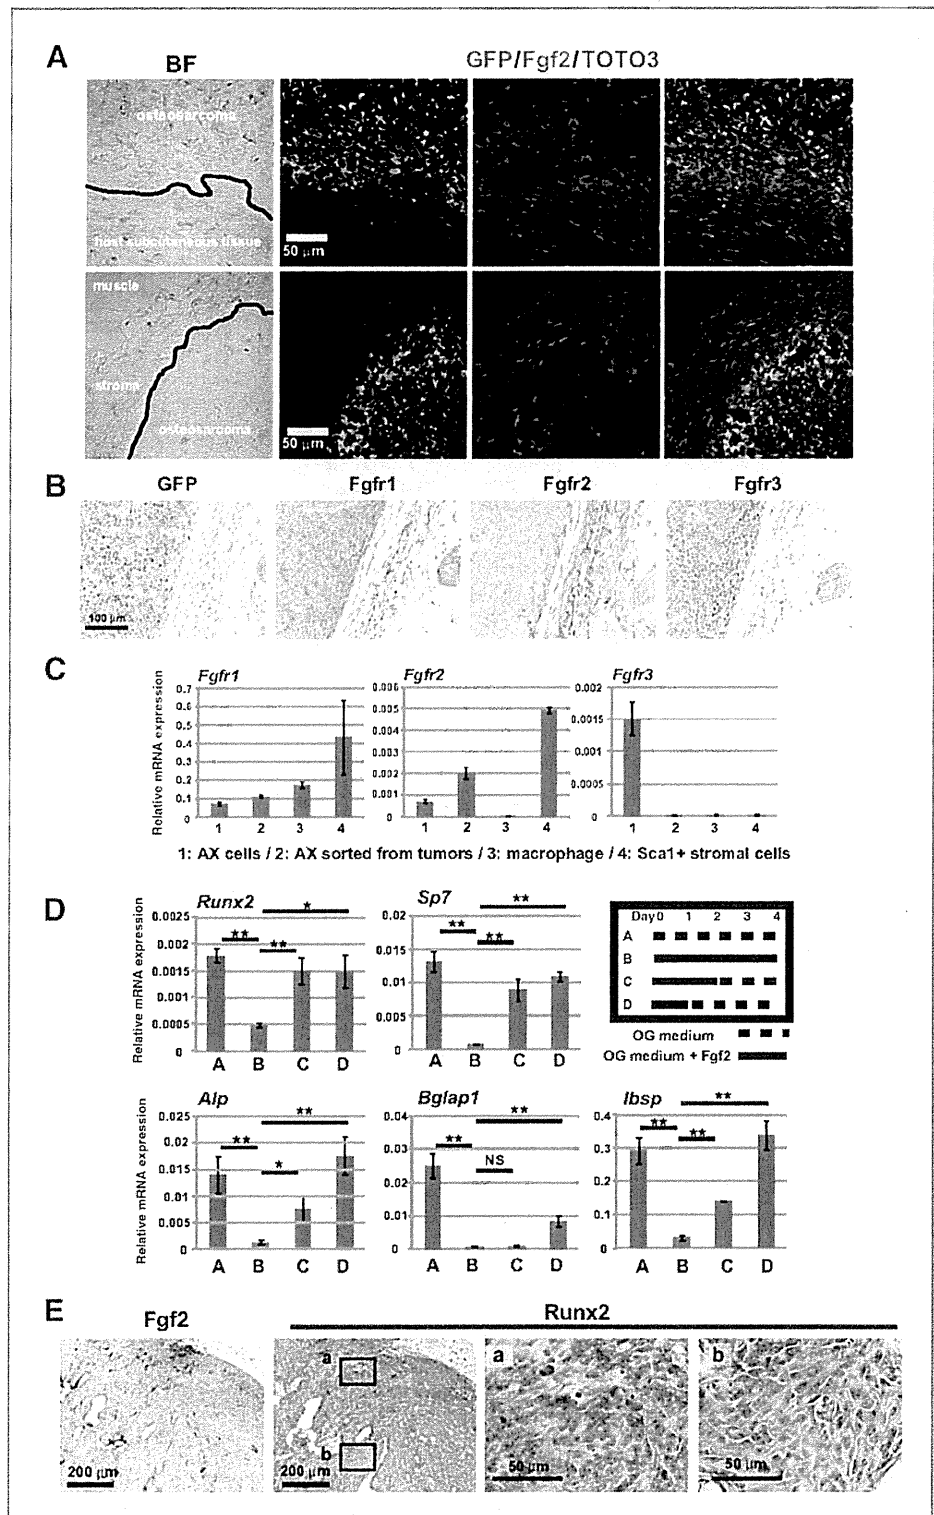 A
BF
GFP/Fgf2/TOTO3
osteosarcoma
host subcutaneous tissue
50 μm
muscle
stroma
osteosarcoma
50 μm
B
GFP
Fgfr1
Fgfr2
Fgfr3
100 μm
C
Fgfr1
Fgfr2
Fgfr3
Relative mRNA expression
0.7
0.6
0.5
0.4
0.3
0.2
0.1
0
1 2 3 4
0.006
0.005
0.004
0.003
0.002
0.001
0
1 2 3 4
0.002
0.0015
0.001
0.0005
0
1 2 3 4
1: AX cells / 2: AX sorted from tumors / 3: macrophage / 4: Sca1+ stromal cells
D
Runx2
Relative mRNA expression
0.0025
0.002
0.0015
0.001
0.0005
0
**
**
*
A B C D
Sp7
0.02
0.015
0.01
0.005
0
**
**
**
A B C D
Day 0 1 2 3 4
A
B
C
D
OG medium
OG medium + Fgf2
Alp
Relative mRNA expression
0.025
0.02
0.015
0.01
0.005
0
**
*
**
A B C D
Bglap1
0.04
0.03
0.02
0.01
0
**
NS
**
A B C D
Ibsp
0.4
0.3
0.2
0.1
0
**
**
**
A B C D
E
Fgf2
Runx2
200 μm
a
b
200 μm
a
50 μm
b
50 μm